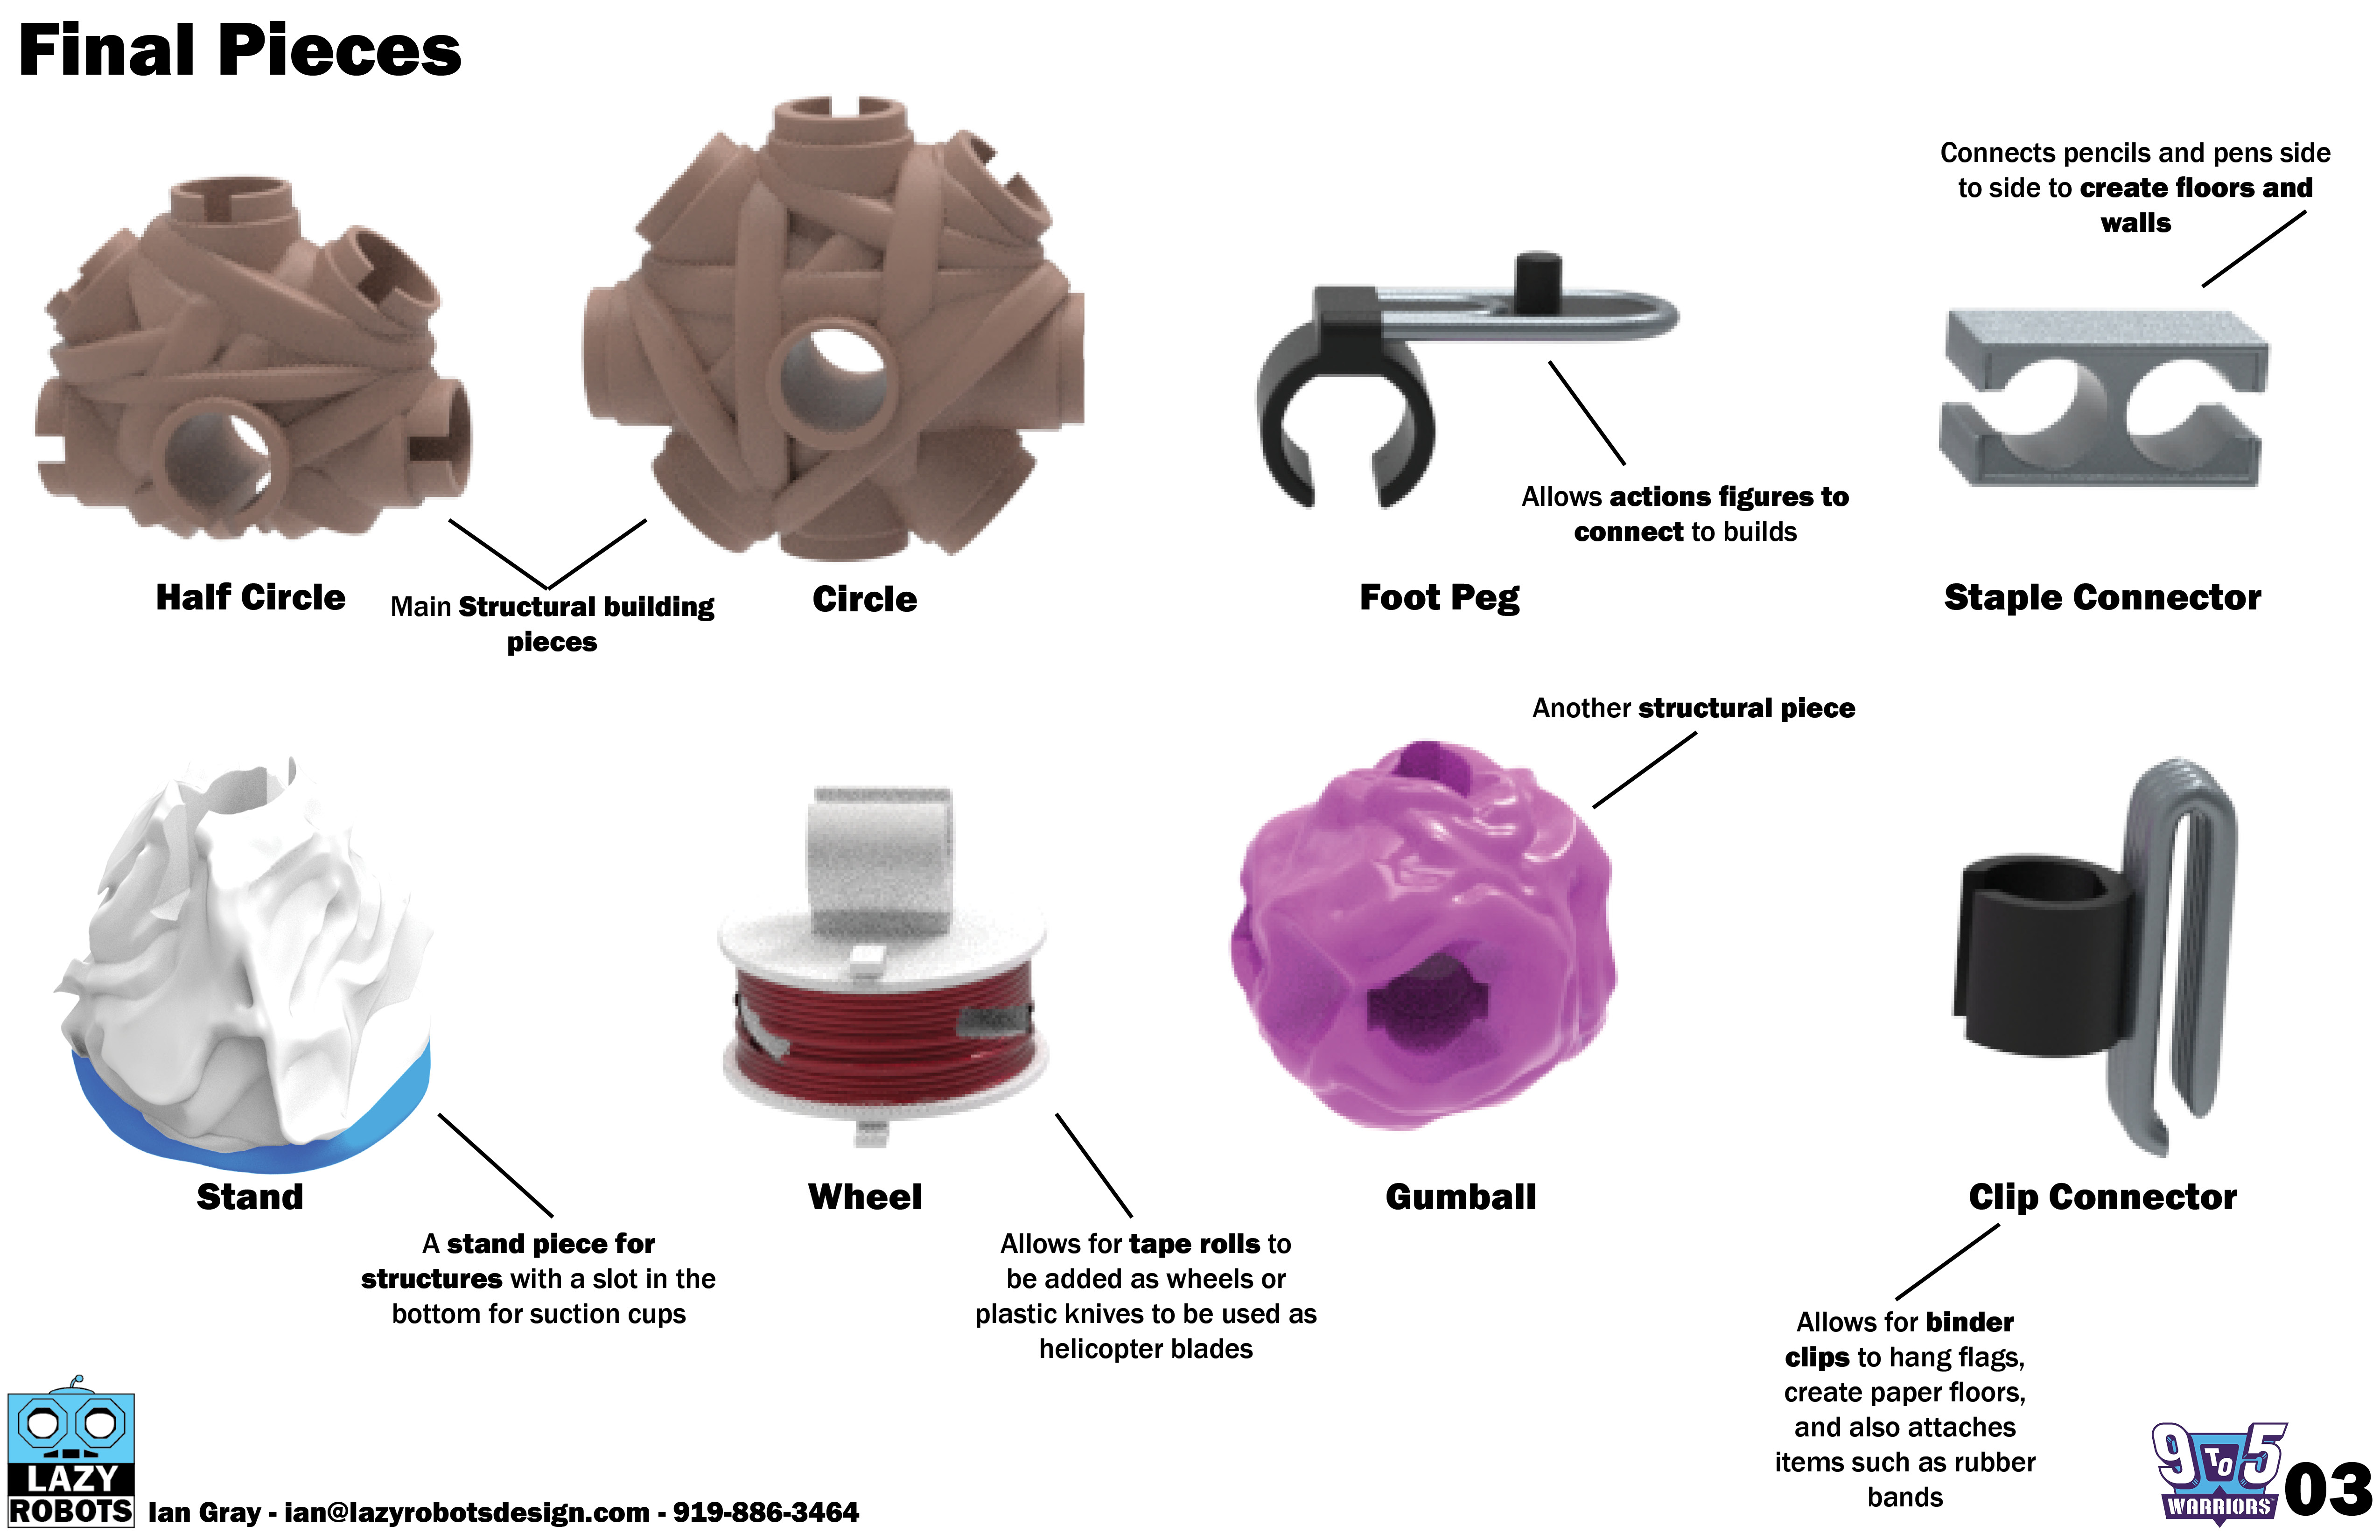 Final Pieces
Connects pencils and pens side
to side to create floors and
walls
Allows actions figures to
connect to builds
Half Circle
Main Structural building
pieces
Circle
Foot Peg
Staple Connector
Another structural piece
Stand
Wheel
Gumball
Clip Connector
A stand piece for
structures with a slot in the
bottom for suction cups
Allows for tape rolls to
be added as wheels or
plastic knives to be used as
helicopter blades
Allows for binder
clips to hang flags,
create paper floors,
and also attaches
items such as rubber
bands
LAZY
ROBOTS
Ian Gray - ian@lazyrobotsdesign.com - 919-886-3464
9 TO 5
WARRIORS™
03